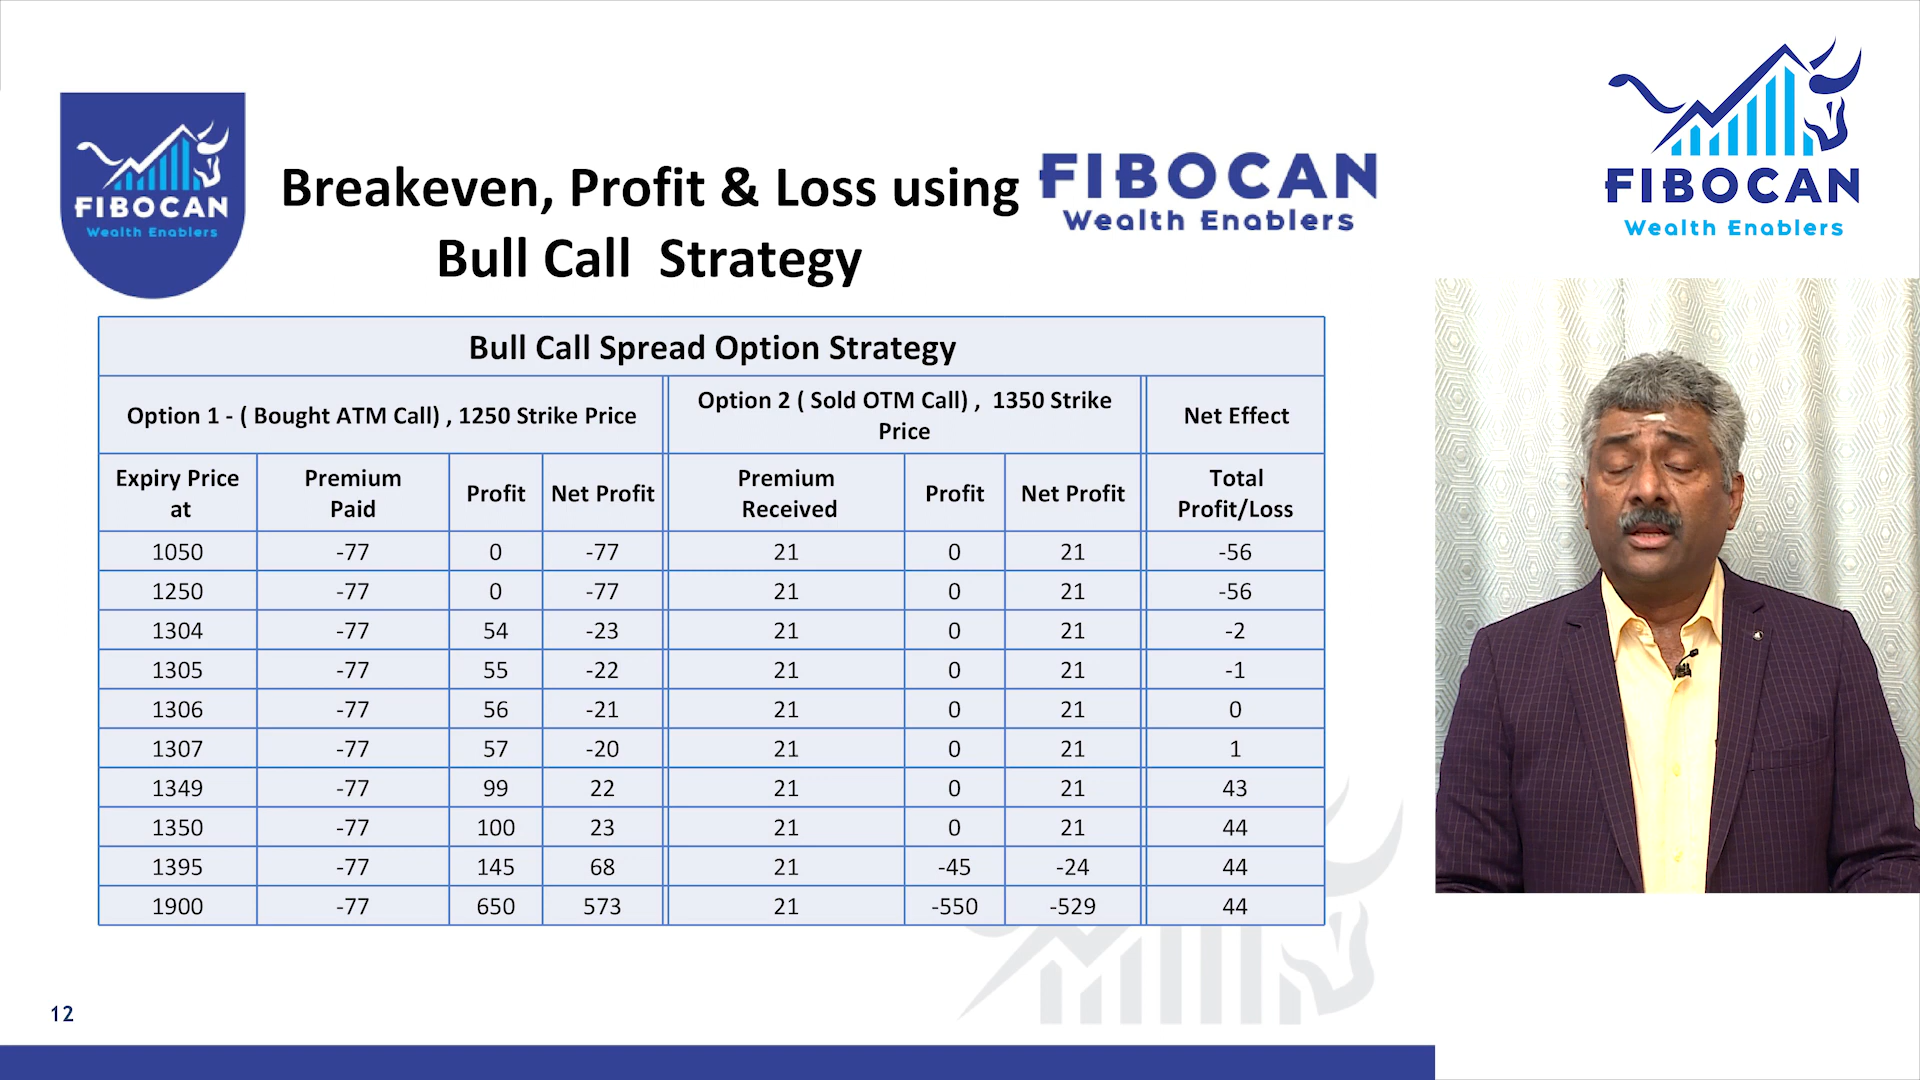 FIBOCAN
Wealth Enablers
Breakeven, Profit & Loss using
Bull Call Strategy
FIBOCAN
Wealth Enablers
FIBOCAN
Wealth Enablers
Bull Call Spread Option Strategy
Option 1 - ( Bought ATM Call) , 1250 Strike Price
Option 2 ( Sold OTM Call) , 1350 Strike
Price
Net Effect
Expiry Price
at
Premium
Paid
Profit
Net Profit
Premium
Received
Profit
Net Profit
Total
Profit/Loss
1050 -77 0 -77 21 0 21 -56
1250 -77 0 -77 21 0 21 -56
1304 -77 54 -23 21 0 21 -2
1305 -77 55 -22 21 0 21 -1
1306 -77 56 -21 21 0 21 0
1307 -77 57 -20 21 0 21 1
1349 -77 99 22 21 0 21 43
1350 -77 100 23 21 0 21 44
1395 -77 145 68 21 -45 -24 44
1900 -77 650 573 21 -550 -529 44
12